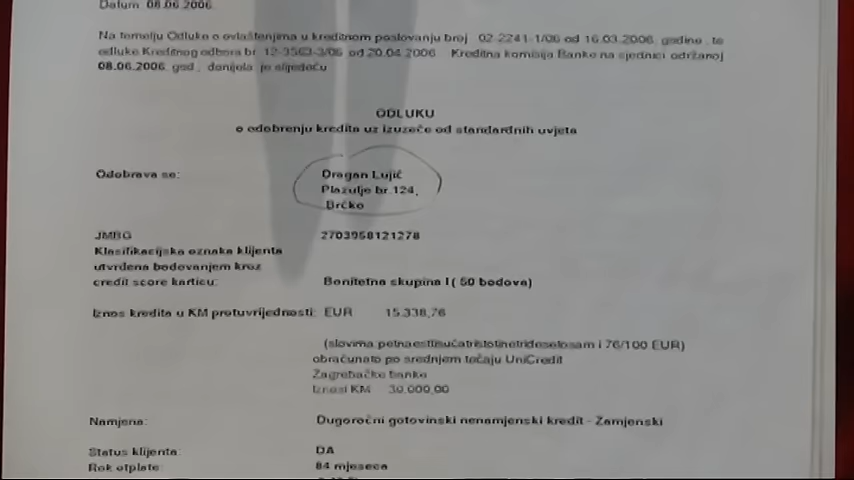 Datum 08.06.2006
Na temelju Odluke o ovlaštenjima u kreditnom poslovanju broj 02-2241-1/06 od 16.03.2006. godine, te
odluke Kreditnog odbora br. 12-3563-3/06 od 20.04.2006 Kreditna komisija Banke na sjednici održanoj
08.06.2006. god., donijela je slijedeću
ODLUKU
o odobrenju kredita uz izuzeće od standardnih uvjeta
Odobrava se: Dragan Lujić
Plazulje br.124,
Brčko
JMBG 2703958121278
Klasifikacijska oznaka klijenta
utvrđena bodovanjem kroz
credit score karticu: Bonitetna skupina I ( 50 bodova)
Iznos kredita u KM protuvrijednosti: EUR 15.338,76
(slovima petnaesttisućatristotinetridesetosam i 76/100 EUR)
obračunato po srednjem tečaju UniCredit
Zagrebačke banke
Iznosi KM 30.000,00
Namjena: Dugoročni gotovinski nenamjenski kredit - Zamjenski
Status klijenta: DA
Rok otplate: 84 mjeseca